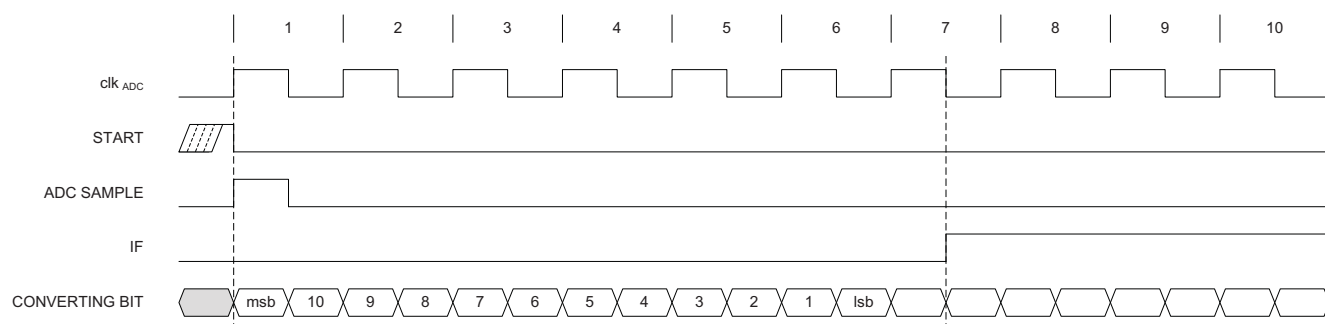 1 2 3 4 5 6 7 8 9 10
clk ADC
START
ADC SAMPLE
IF
CONVERTING BIT msb 10 9 8 7 6 5 4 3 2 1 lsb